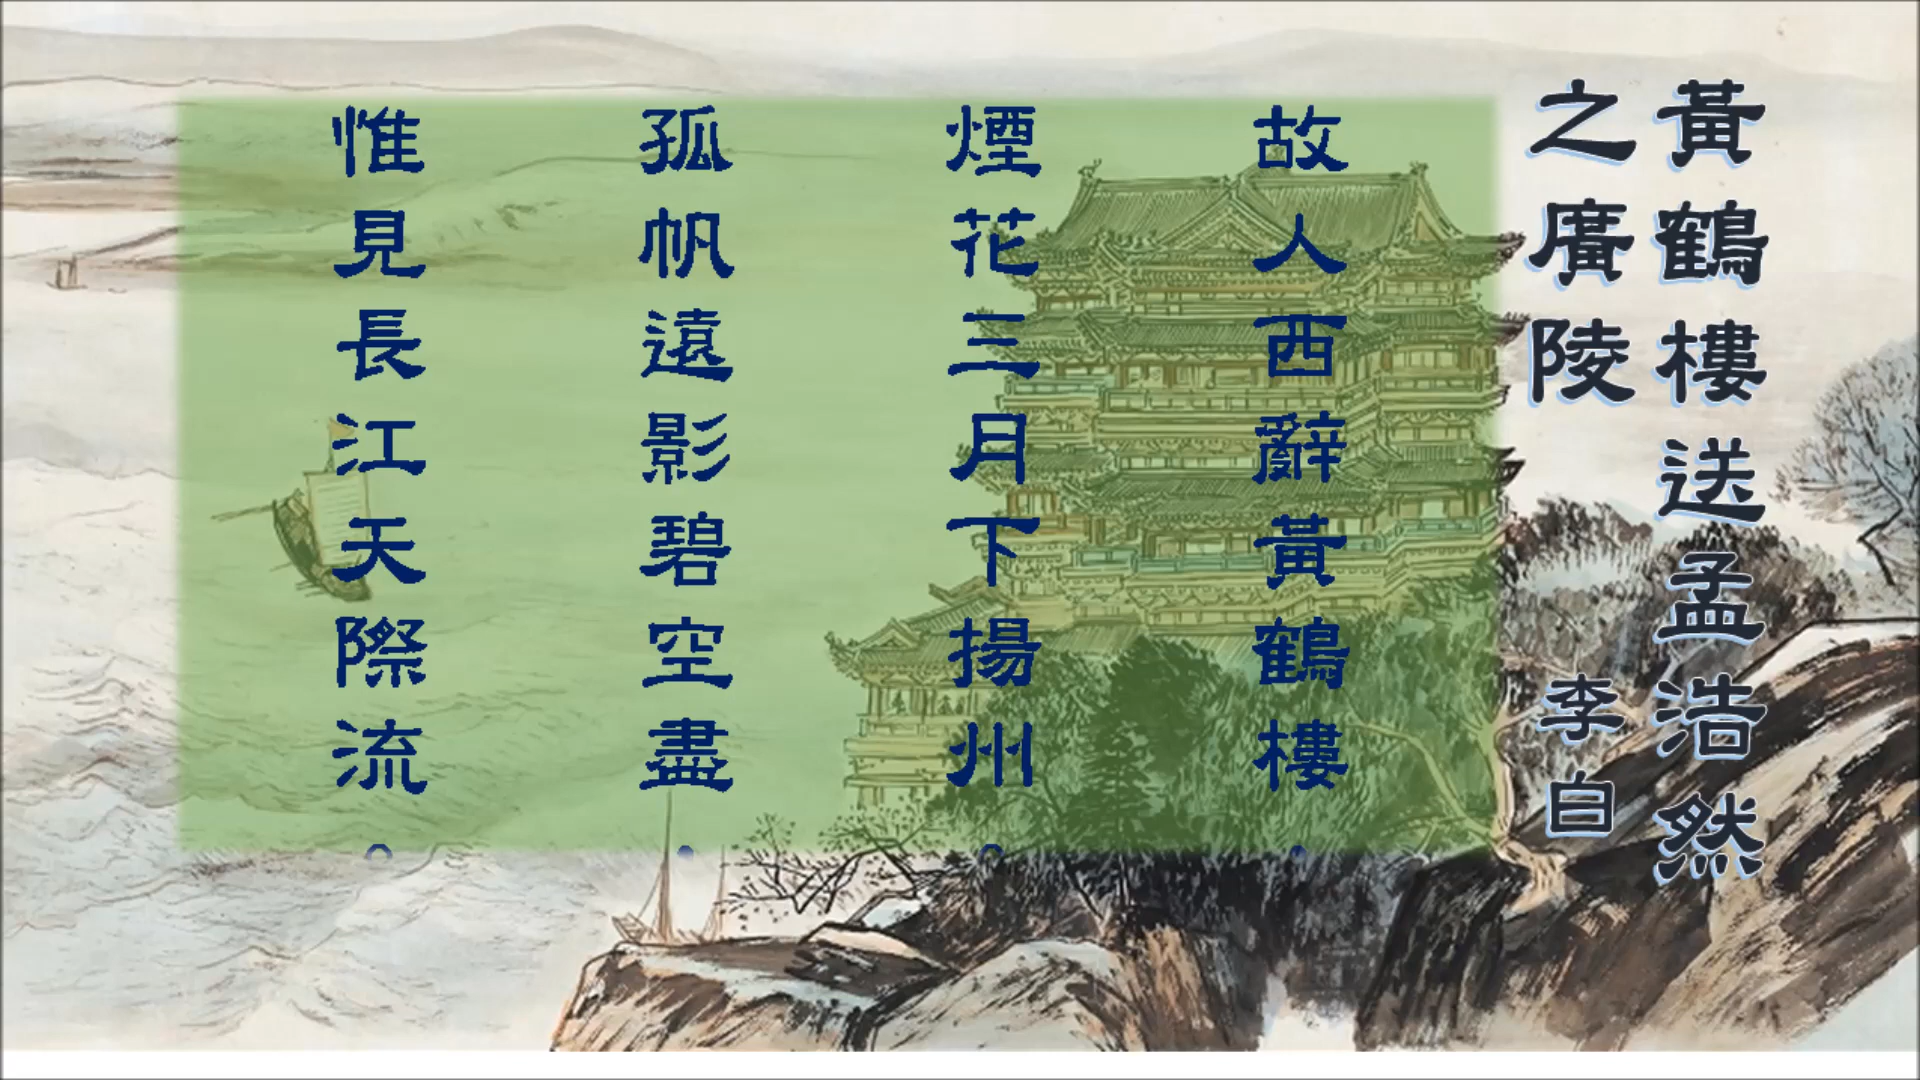 黃鶴樓送孟浩然
之廣陵
李白
故人西辭黃鶴樓，
煙花三月下揚州。
孤帆遠影碧空盡，
惟見長江天際流。